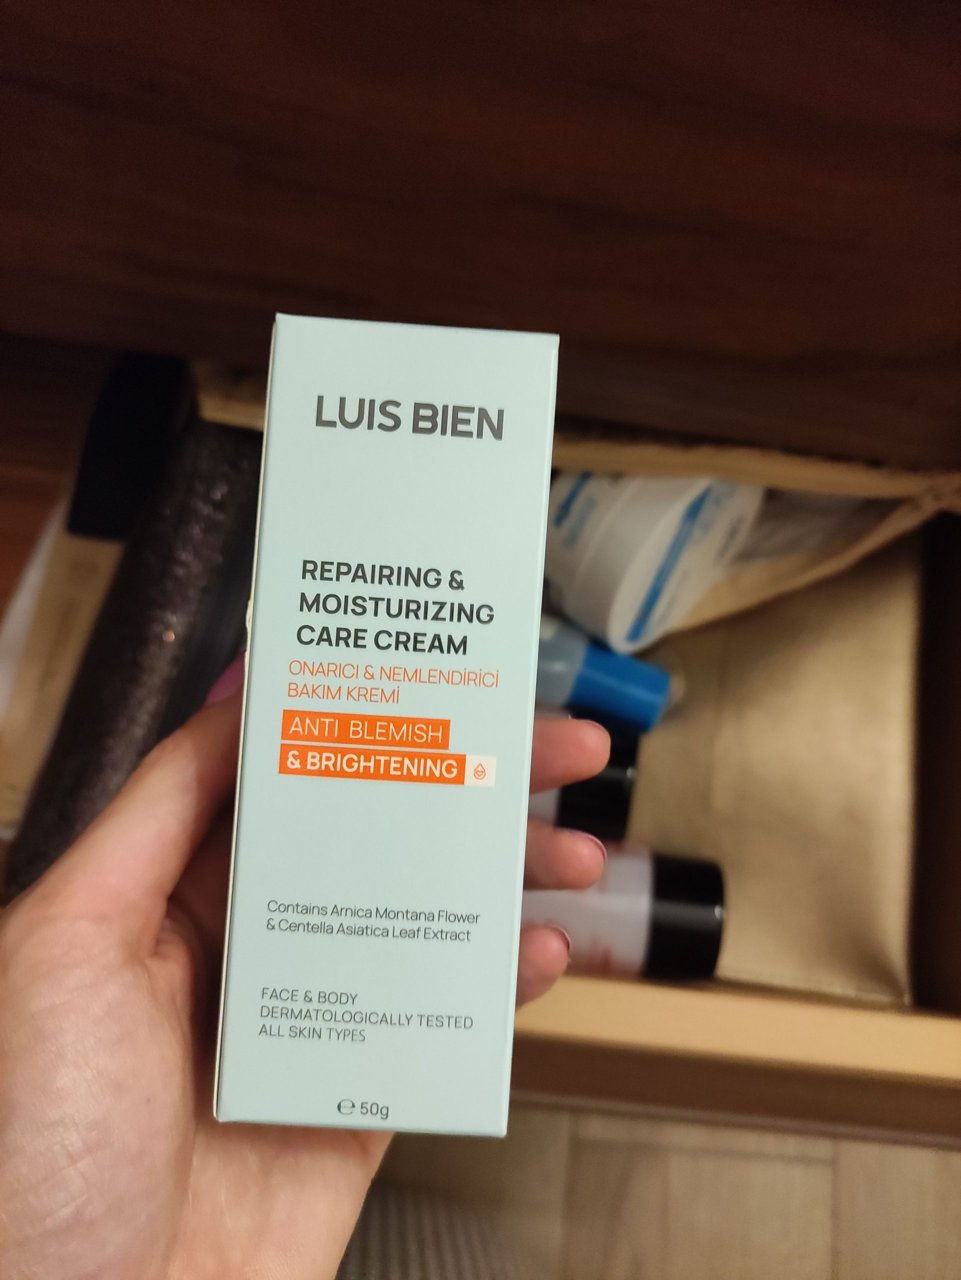 LUIS BIEN
REPAIRING &
MOISTURIZING
CARE CREAM
ONARICI & NEMLENDİRİCİ
BAKIM KREMİ
ANTI BLEMISH
& BRIGHTENING
Contains Arnica Montana Flower
& Centella Asiatica Leaf Extract
FACE & BODY
DERMATOLOGICALLY TESTED
ALL SKIN TYPES
℮ 50g